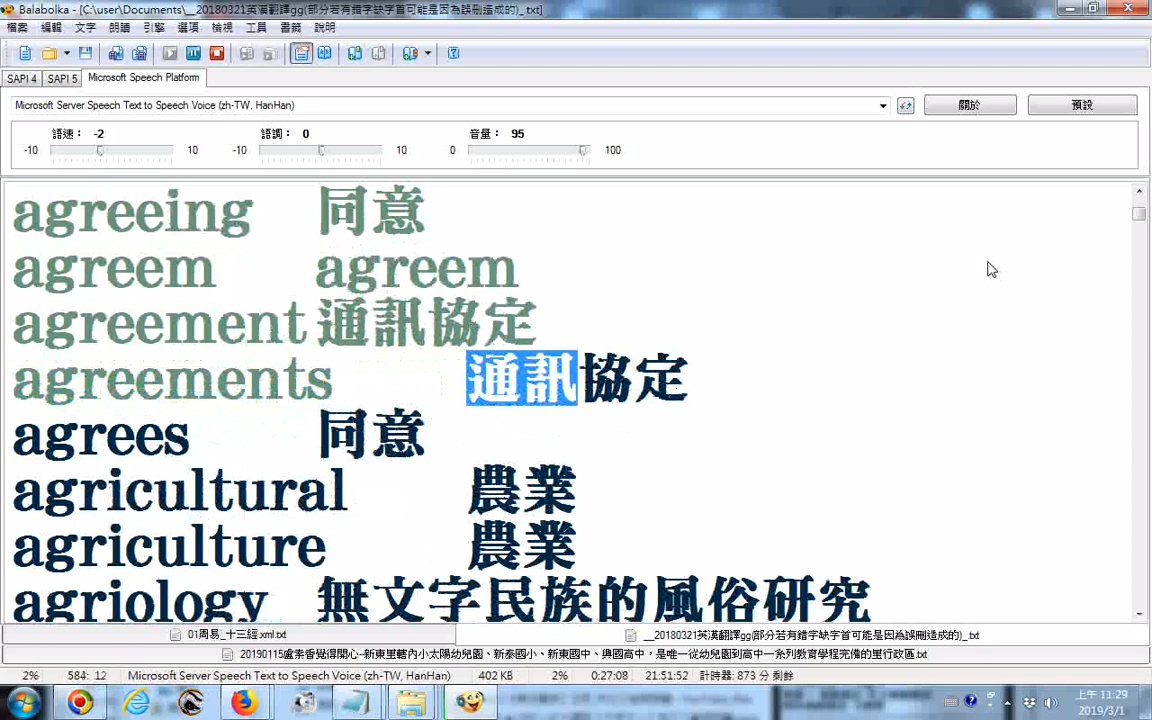 Balabolka - [C:\user\Documents\__20180321英漢翻譯gg(部分若有錯字缺字首可能是因為誤刪造成的)_.txt]
檔案 編輯 文字 朗讀 引擎 選項 檢視 工具 書籤 說明
SAPI 4 SAPI 5 Microsoft Speech Platform
Microsoft Server Speech Text to Speech Voice (zh-TW, HanHan) 關於 預設
語速： -2 語調： 0 音量： 95
-10 10 -10 10 0 100
agreeing 同意
agreem agreem
agreement 通訊協定
agreements 通訊協定
agrees 同意
agricultural 農業
agriculture 農業
agriology 無文字民族的風俗研究
01周易_十三經.xml.txt __20180321英漢翻譯gg(部分若有錯字缺字首可能是因為誤刪造成的)_.txt
20190115盧素香覺得開心-新東里轄內小太陽幼兒園、新泰國小、新東國中、興國高中，是唯一從幼兒園到高中一系列教育學程完備的里行政區.txt
2% 584: 12 Microsoft Server Speech Text to Speech Voice (zh-TW, HanHan) 402 KB 2% 0:27:08 21:51:52 計時器: 873 分 剩餘
上午 11:29
2019/3/1